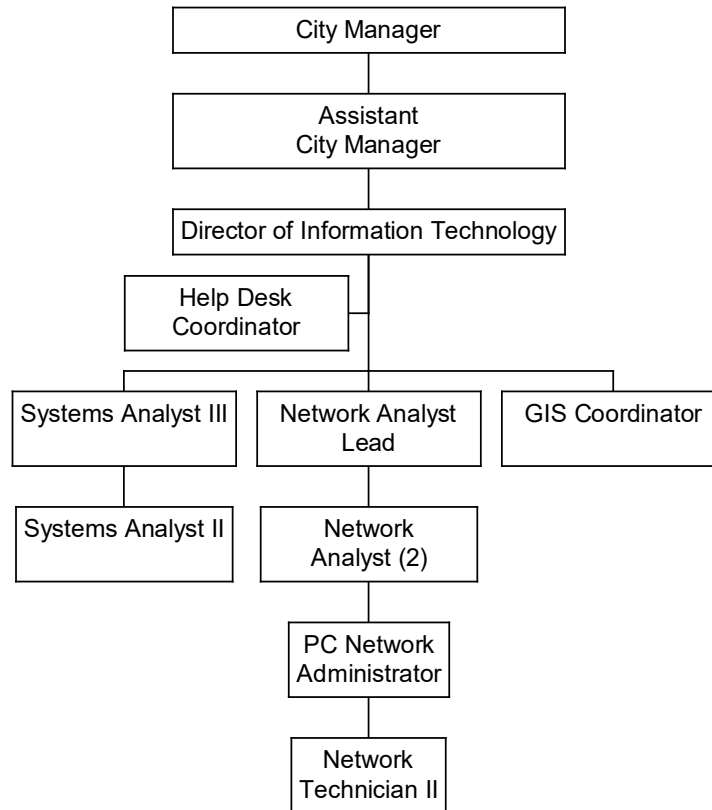 City Manager
Assistant
City Manager
Director of Information Technology
Help Desk
Coordinator
Systems Analyst III
Network Analyst
Lead
GIS Coordinator
Systems Analyst II
Network
Analyst (2)
PC Network
Administrator
Network
Technician II